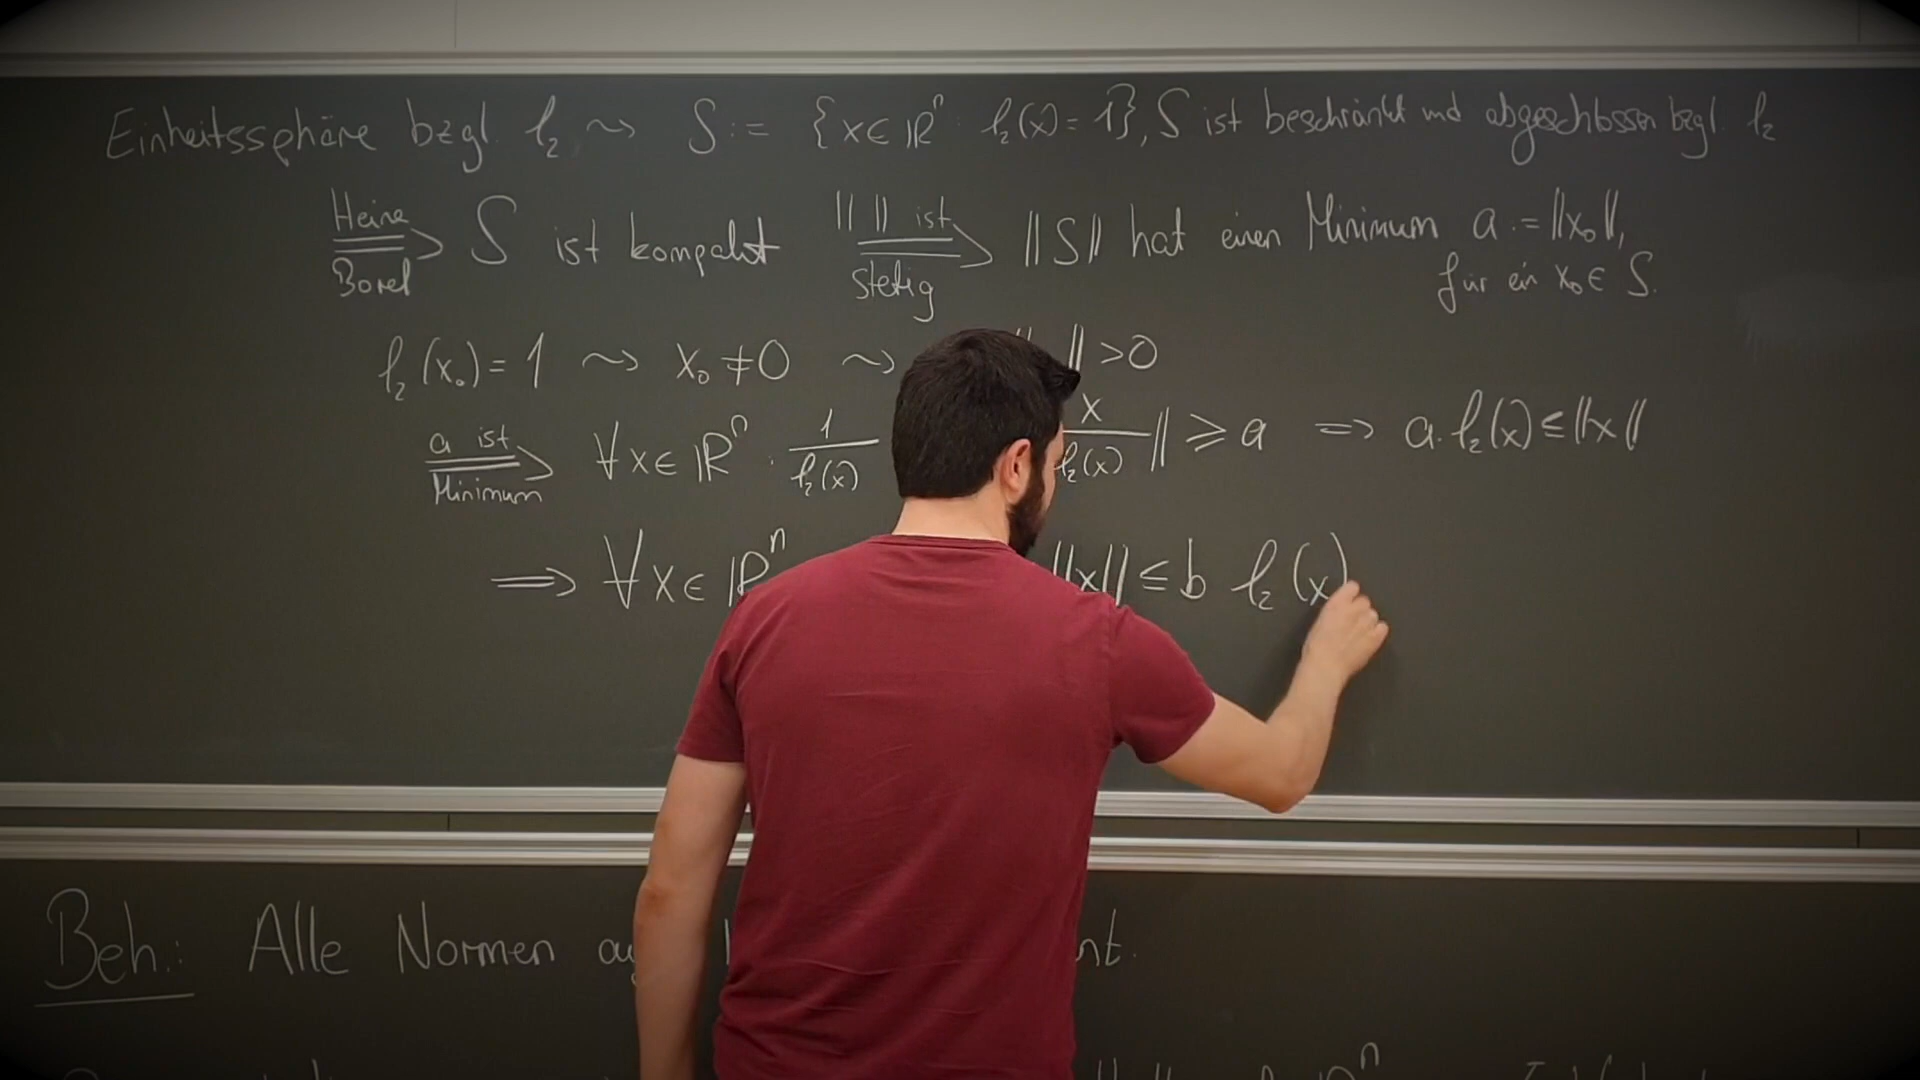 Einheitssphäre bzgl. l₂ ⇝ S := {x ∈ ℝⁿ : l₂(x) = 1}, S ist beschränkt und abgeschlossen bzgl. l₂
Heine Borel ⟹ S ist kompakt || || ist stetig ⟹ ||S|| hat einen Minimum a := ||x₀||,
für ein x₀ ∈ S.
l₂(x₀) = 1 ⇝ x₀ ≠ 0 ⇝ || > 0
a ist Minimum ⟹ ∀x ∈ ℝⁿ : 1/l₂(x) x/l₂(x) || ⩾ a ⟹ a · l₂(x) ≤ ||x||
⟹ ∀x ∈ ℝⁿ ||x|| ≤ b l₂(x)
Beh.: Alle Normen